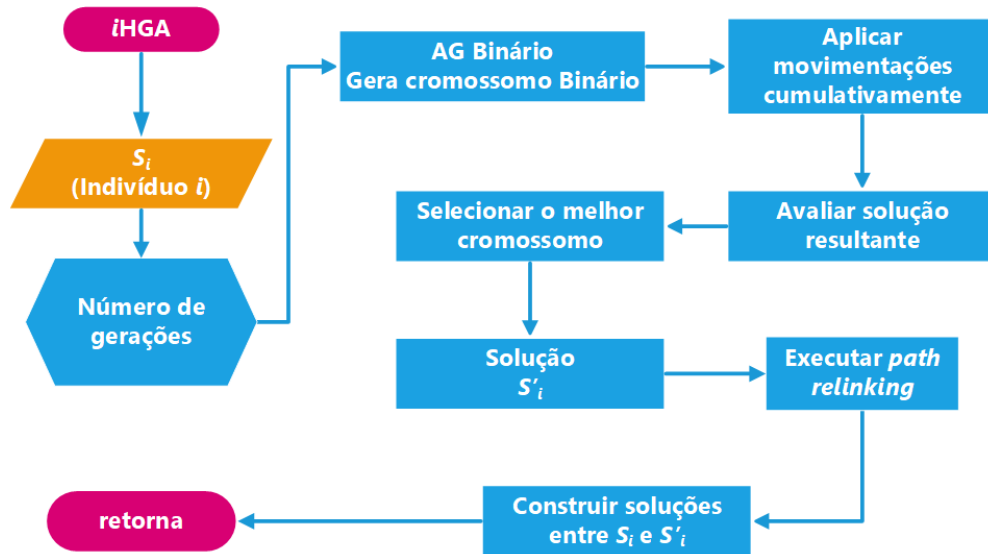 iHGA
Si
(Indivíduo i)
Número de
gerações
AG Binário
Gera cromossomo Binário
Aplicar
movimentações
cumulativamente
Avaliar solução
resultante
Selecionar o melhor
cromossomo
Solução
S'i
Executar path
relinking
Construir soluções
entre Si e S'i
retorna